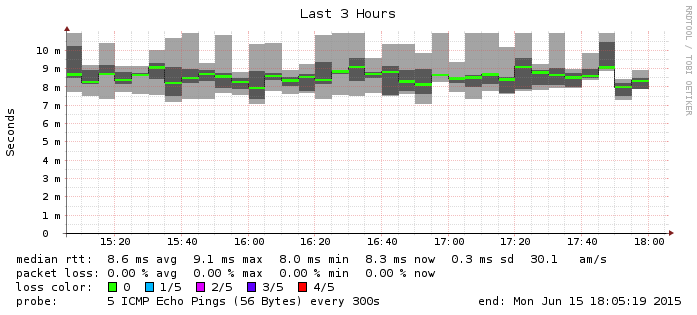 Last 3 Hours
RRDTOOL / TOBI OETIKER
Seconds
10 m
9 m
8 m
7 m
6 m
5 m
4 m
3 m
2 m
1 m
0
15:20 15:40 16:00 16:20 16:40 17:00 17:20 17:40 18:00
median rtt: 8.6 ms avg 9.1 ms max 8.0 ms min 8.3 ms now 0.3 ms sd 30.1 am/s
packet loss: 0.00 % avg 0.00 % max 0.00 % min 0.00 % now
loss color: 0 1/5 2/5 3/5 4/5
probe: 5 ICMP Echo Pings (56 Bytes) every 300s end: Mon Jun 15 18:05:19 2015